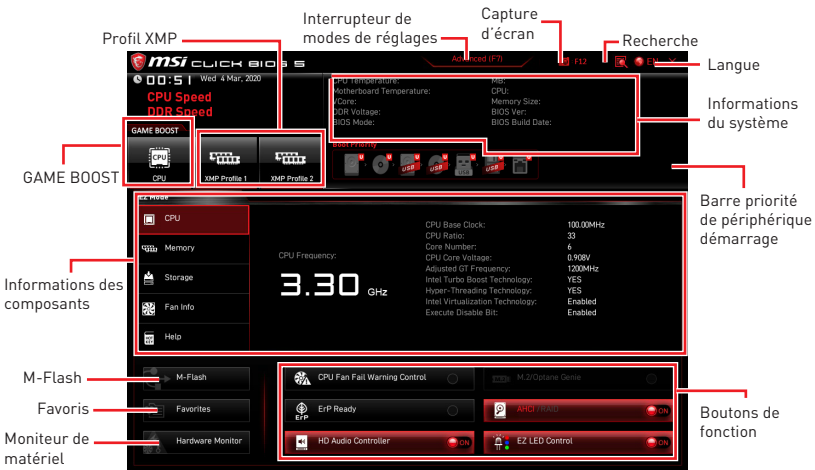 Interrupteur de
modes de réglages
Capture
d'écran
Profil XMP
Recherche
msi CLICK BIOS 5
Advanced (F7)
F12
EN
Langue
00:51 Wed 4 Mar, 2020
CPU Speed
DDR Speed
CPU Temperature:
Motherboard Temperature:
VCore:
DDR Voltage:
BIOS Mode:
MB:
CPU:
Memory Size:
BIOS Ver:
BIOS Build Date:
Informations
du système
GAME BOOST
CPU
CPU
XMP Profile 1
XMP Profile 2
Boot Priority
U
U
U
USB
U
USB
U
USB
U
USB
U
GAME BOOST
Barre priorité
de périphérique
démarrage
EZ Mode
CPU
Memory
Storage
Fan Info
Help
Informations des
composants
CPU Frequency:
3.30 GHz
CPU Base Clock: 100.00MHz
CPU Ratio: 33
Core Number: 6
CPU Core Voltage: 0.908V
Adjusted GT Frequency: 1200MHz
Intel Turbo Boost Technology: YES
Hyper-Threading Technology: YES
Intel Virtualization Technology: Enabled
Execute Disable Bit: Enabled
M-Flash
Favoris
Moniteur de
matériel
M-Flash
Favorites
Hardware Monitor
CPU Fan Fail Warning Control
M.2/Optane Genie
ErP
ErP Ready
AHCI /RAID
ON
HD Audio Controller
ON
EZ LED Control
ON
Boutons de
fonction